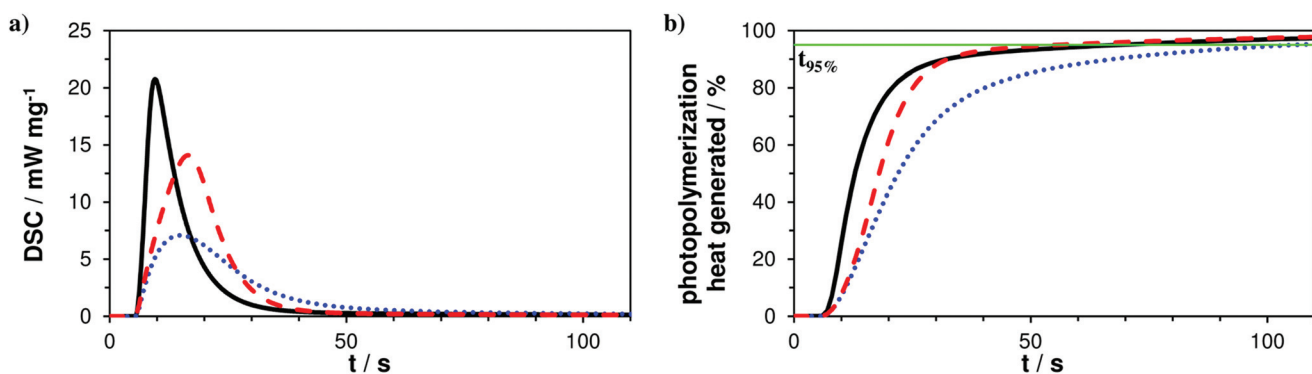 a)
25
20
15
10
5
0
DSC / mW mg-1
0
50
100
t / s
b)
100
80
60
40
20
0
photopolymerization
heat generated / %
t95%
0
50
100
t / s